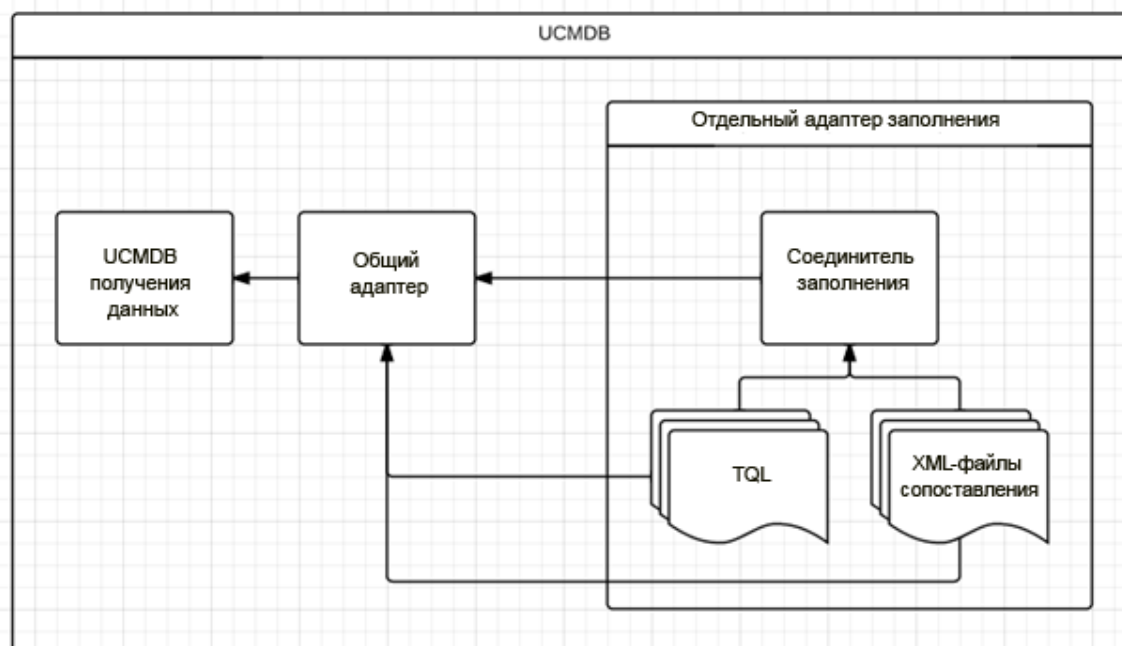 UCMDB
Отдельный адаптер заполнения
UCMDB
получения
данных
Общий
адаптер
Соединитель
заполнения
TQL
XML-файлы
сопоставления